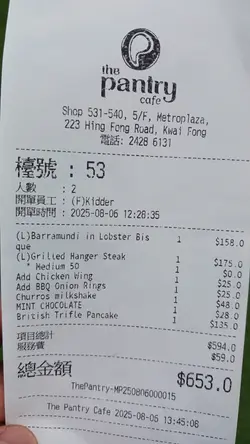 the
pantry
cafe
Shop 531-540, 5/F, Metroplaza,
223 Hing Fong Road, Kwai Fong
電話: 2428 6131
檯號 : 53
人數 : 2
開單員工 : (F)Kidder
開單時間 : 2025-08-06 12:28:35
(L)Barramundi in Lobster Bis 1 $158.0
que
(L)Grilled Hanger Steak 1 $175.0
* Medium 50 1 $0.0
Add Chicken Wing 1 $25.0
Add BBQ Onion Rings 1 $25.0
Churros milkshake 1 $48.0
MINT CHOCOLATE 1 $28.0
British Trifle Pancake 1 $135.0
項目總計 $594.0
服務費 $59.0
總金額 $653.0
ThePantry-MP250806000015
The Pantry Cafe 2025-08-06 13:45:08